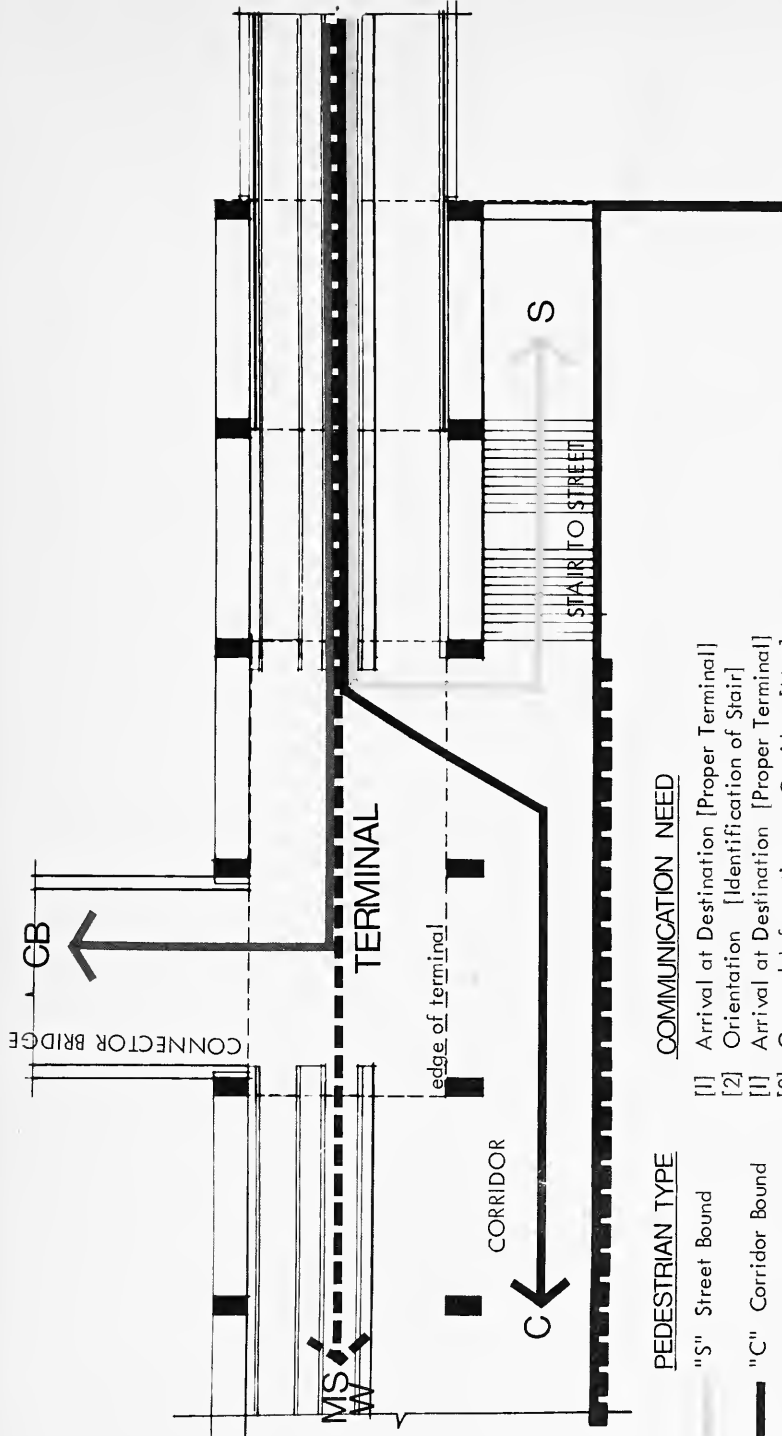 CB
CONNECTOR BRIDGE
TERMINAL
edge of terminal
MS
W
CORRIDOR
C
S
STAIR TO STREET
PEDESTRIAN TYPE
COMMUNICATION NEED
"S" Street Bound
[1] Arrival at Destination [Proper Terminal]
[2] Orientation [Identification of Stair]
"C" Corridor Bound
[1] Arrival at Destination [Proper Terminal]